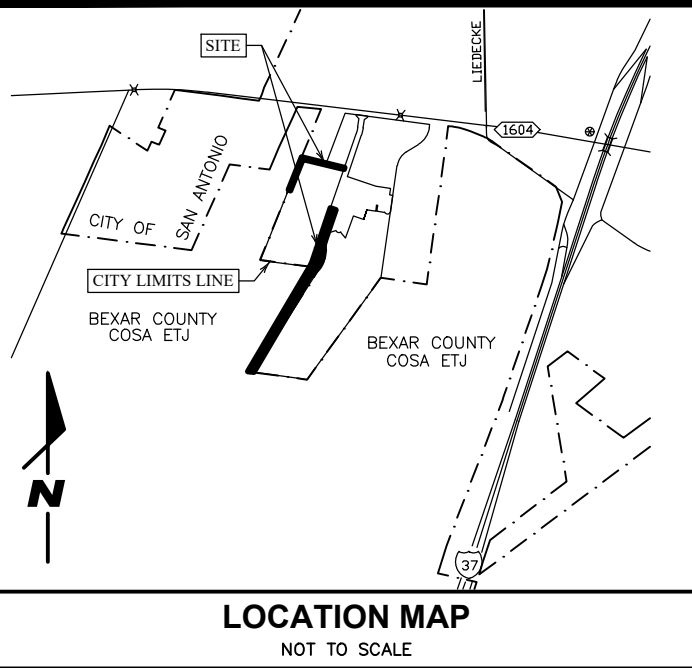 SITE
LIEDECKE
1604
CITY OF
SAN ANTONIO
CITY LIMITS LINE
BEXAR COUNTY
COSA ETJ
BEXAR COUNTY
COSA ETJ
N
37
LOCATION MAP
NOT TO SCALE